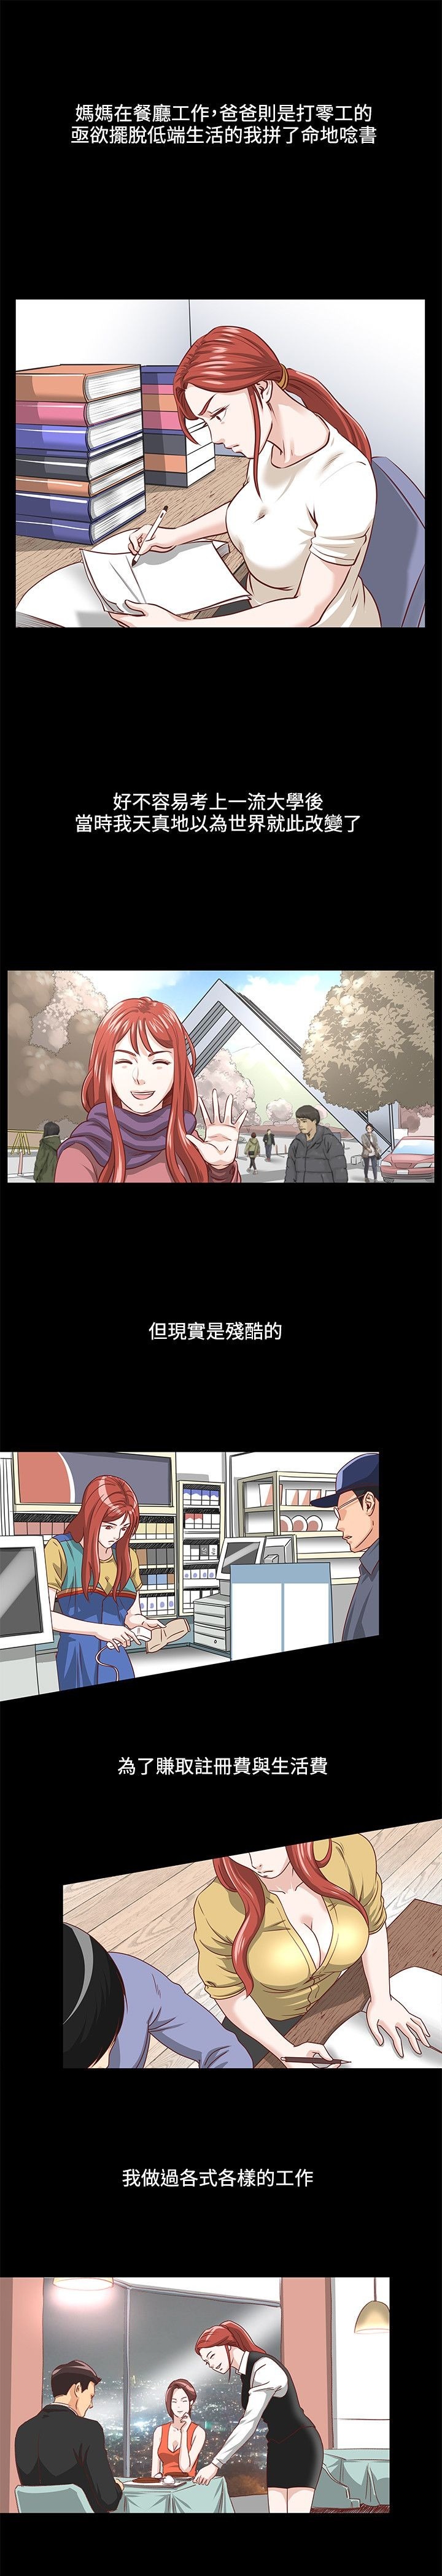 媽媽在餐廳工作，爸爸則是打零工的
亟欲擺脫低端生活的我拼了命地唸書
好不容易考上一流大學後
當時我天真地以為世界就此改變了
但現實是殘酷的
為了賺取註冊費與生活費
我做過各式各樣的工作